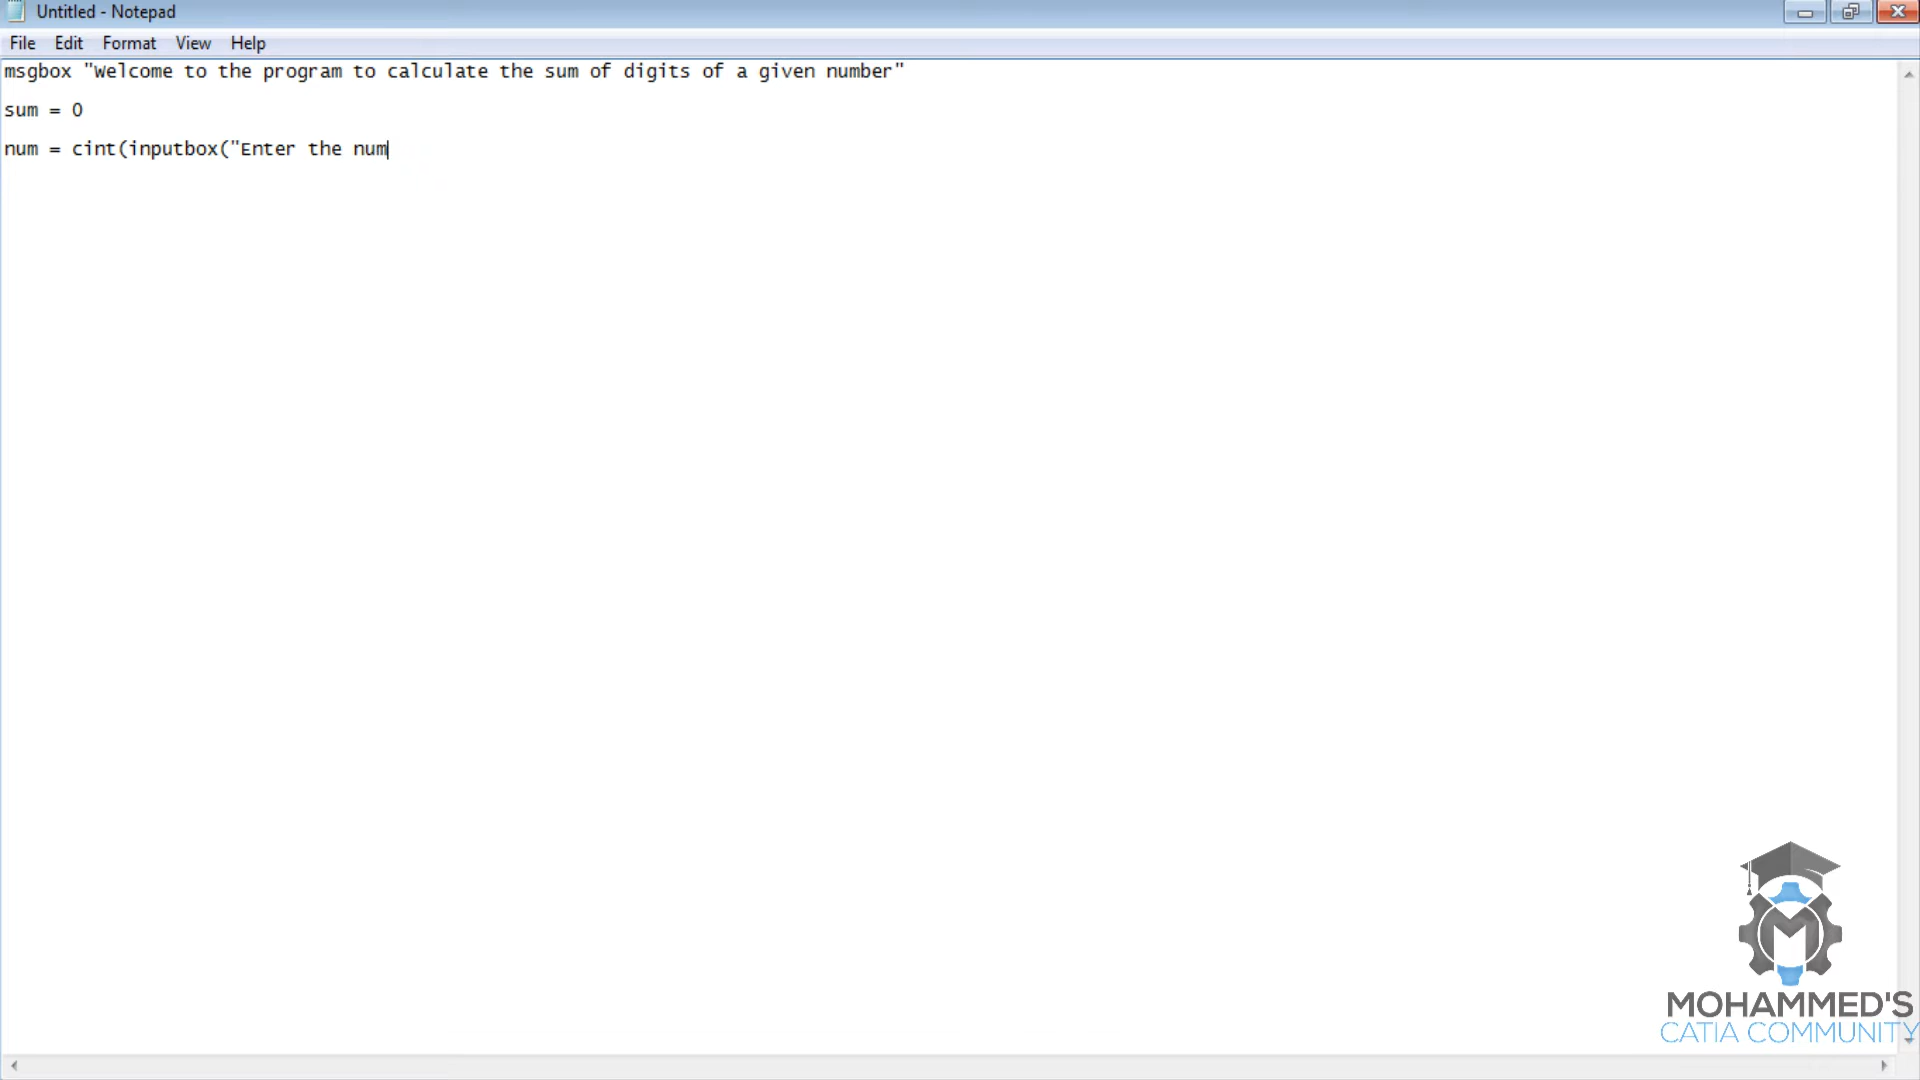 Untitled - Notepad
File Edit Format View Help
msgbox "Welcome to the program to calculate the sum of digits of a given number"
sum = 0
num = cint(inputbox("Enter the num
MOHAMMED'S
CATIA COMMUNITY